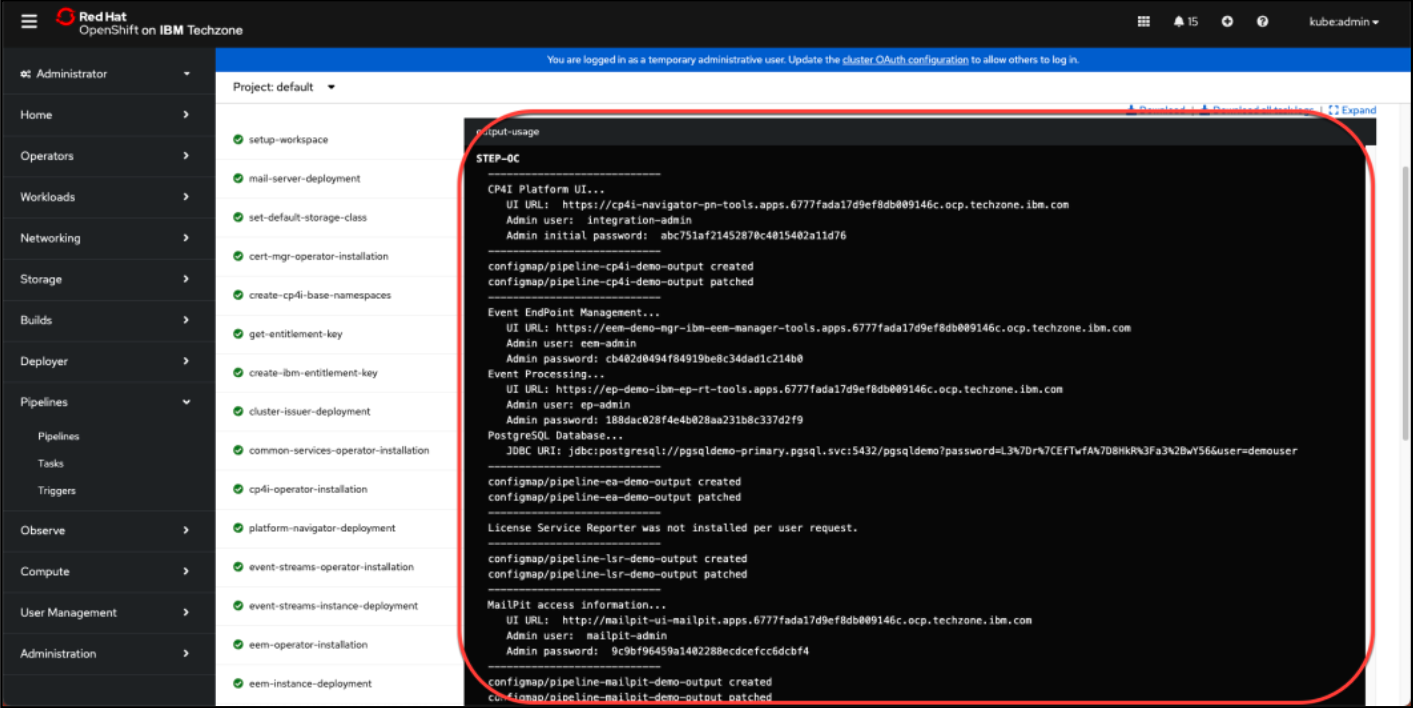 Red Hat
OpenShift on IBM Techzone
15
kube:admin
You are logged in as a temporary administrative user. Update the cluster OAuth configuration to allow others to log in.
Administrator
Home
Operators
Workloads
Networking
Storage
Builds
Deployer
Pipelines
Pipelines
Tasks
Triggers
Observe
Compute
User Management
Administration
Project: default
Download | Download all task logs | Expand
setup-workspace
mail-server-deployment
set-default-storage-class
cert-mgr-operator-installation
create-cp4i-base-namespaces
get-entitlement-key
create-ibm-entitlement-key
cluster-issuer-deployment
common-services-operator-installation
cp4i-operator-installation
platform-navigator-deployment
event-streams-operator-installation
event-streams-instance-deployment
eem-operator-installation
eem-instance-deployment
output-usage
STEP-OC
CP4I Platform UI...
UI URL: https://cp4i-navigator-pn-tools.apps.6777fada17d9ef8db009146c.ocp.techzone.ibm.com
Admin user: integration-admin
Admin initial password: abc751af21452870c4015402a11d76
configmap/pipeline-cp4i-demo-output created
configmap/pipeline-cp4i-demo-output patched
Event EndPoint Management...
UI URL: https://eem-demo-mgr-ibm-eem-manager-tools.apps.6777fada17d9ef8db009146c.ocp.techzone.ibm.com
Admin user: eem-admin
Admin password: cb402d0494f84919be8c34dad1c214b0
Event Processing...
UI URL: https://ep-demo-ibm-ep-rt-tools.apps.6777fada17d9ef8db009146c.ocp.techzone.ibm.com
Admin user: ep-admin
Admin password: 188dac028f4e4b028aa231b8c337d2f9
PostgreSQL Database...
JDBC URI: jdbc:postgresql://pgsqldemo-primary.pgsql.svc:5432/pgsqldemo?password=L3%7Dr%7CEfTwfA%7D8HkR%3Fa3%2BwY56&user=demouser
configmap/pipeline-ea-demo-output created
configmap/pipeline-ea-demo-output patched
License Service Reporter was not installed per user request.
configmap/pipeline-lsr-demo-output created
configmap/pipeline-lsr-demo-output patched
MailPit access information...
UI URL: http://mailpit-ui-mailpit.apps.6777fada17d9ef8db009146c.ocp.techzone.ibm.com
Admin user: mailpit-admin
Admin password: 9c9bf96459a1402288ecdcefcc6dcbf4
configmap/pipeline-mailpit-demo-output created
configmap/pipeline-mailpit-demo-output patched